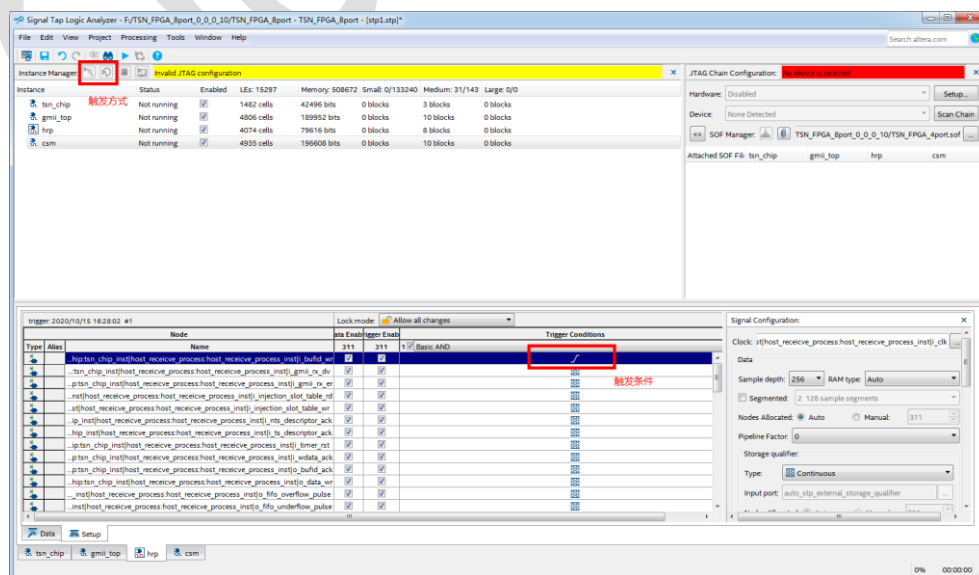 Signal Tap Logic Analyzer - F:/TSN_FPGA_8port_0_0_0_10/TSN_FPGA_8port - TSN_FPGA_8port - [stp1.stp]*
File Edit View Project Processing Tools Window Help
Search altera.com
Instance Manager: Invalid JTAG configuration
JTAG Chain Configuration: No device is selected
Instance Status Enabled LEs: 15297 Memory: 508672 Small: 0/133240 Medium: 31/143 Large: 0/0
触发方式
tsn_chip Not running 1482 cells 42496 bits 0 blocks 3 blocks 0 blocks
gmii_top Not running 4806 cells 189952 bits 0 blocks 10 blocks 0 blocks
hrp Not running 4074 cells 79616 bits 0 blocks 8 blocks 0 blocks
csm Not running 4935 cells 196608 bits 0 blocks 10 blocks 0 blocks
Hardware: Disabled Setup...
Device: None Detected Scan Chain
<< SOF Manager: TSN_FPGA_8port_0_0_0_10/TSN_FPGA_4port.sof ...
Attached SOF Fil tsn_chip gmii_top hrp csm
trigger: 2020/10/15 16:28:02 #1 Lock mode: Allow all changes
Node ata Enab rigger Enab Trigger Conditions
Type Alias Name 311 311 1 Basic AND
...hip:tsn_chip_inst|host_receicve_process:host_receicve_process_inst|i_bufid_wr
...:tsn_chip_inst|host_receicve_process:host_receicve_process_inst|i_gmii_rx_dv
触发条件
...p:tsn_chip_inst|host_receicve_process:host_receicve_process_inst|i_gmii_rx_er
...nst|host_receicve_process:host_receicve_process_inst|i_injection_slot_table_rd
...st|host_receicve_process:host_receicve_process_inst|i_injection_slot_table_wr
...ip_inst|host_receicve_process:host_receicve_process_inst|i_nts_descriptor_ack
...hip_inst|host_receicve_process:host_receicve_process_inst|i_ts_descriptor_ack
...ip:tsn_chip_inst|host_receicve_process:host_receicve_process_inst|i_timer_rst
...p:tsn_chip_inst|host_receicve_process:host_receicve_process_inst|i_wdata_ack
...p:tsn_chip_inst|host_receicve_process:host_receicve_process_inst|o_bufid_ack
...hip:tsn_chip_inst|host_receicve_process:host_receicve_process_inst|o_data_wr
..._inst|host_receicve_process:host_receicve_process_inst|o_fifo_overflow_pulse
...inst|host_receicve_process:host_receicve_process_inst|o_fifo_underflow_pulse
Signal Configuration:
Clock: st|host_receicve_process:host_receicve_process_inst|i_clk ...
Data
Sample depth: 256 RAM type: Auto
Segmented: 2 128 sample segments
Nodes Allocated: Auto Manual: 311
Pipeline Factor: 0
Storage qualifier:
Type: Continuous
Input port: auto_stp_external_storage_qualifier ...
Data Setup
tsn_chip gmii_top hrp csm
0% 00:00:00